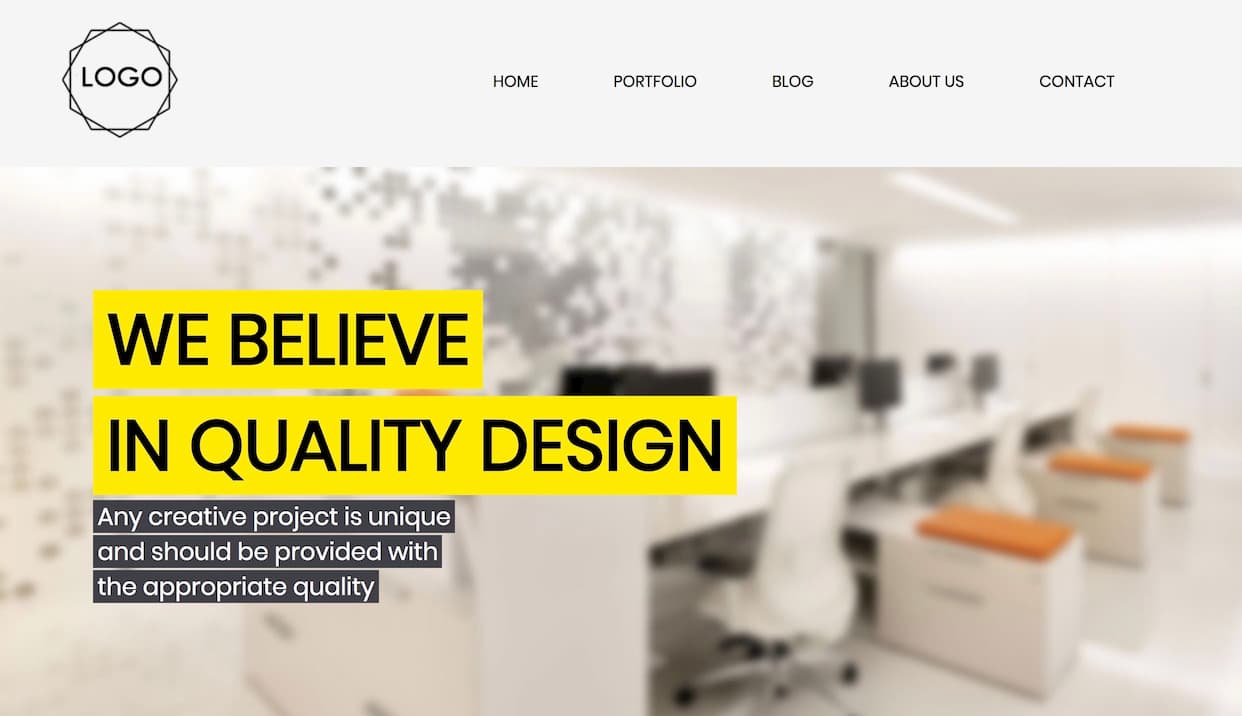 LOGO
HOME PORTFOLIO BLOG ABOUT US CONTACT
WE BELIEVE
IN QUALITY DESIGN
Any creative project is unique
and should be provided with
the appropriate quality